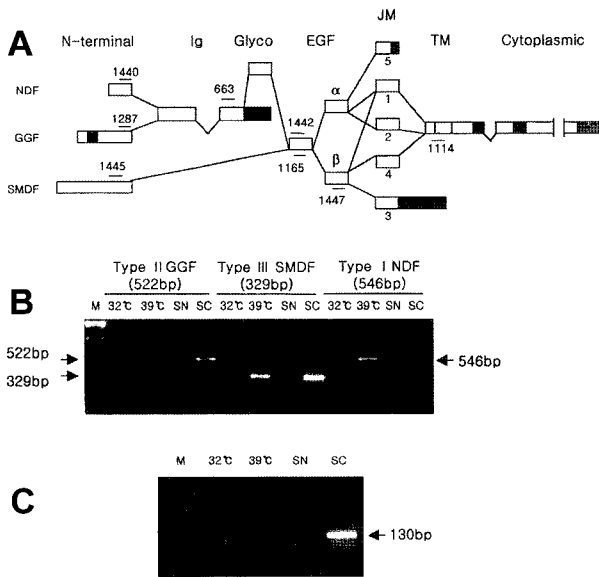 A
JM
N-terminal Ig Glyco EGF TM Cytoplasmic
5
NDF 1440 663 α 1
GGF 1287 1442 2
1114
SMDF 1445 1165 β 4
1447 3
B
Type II GGF Type III SMDF Type I NDF
(522bp) (329bp) (546bp)
M 32℃ 39℃ SN SC 32℃ 39℃ SN SC 32℃ 39℃ SN SC
522bp 546bp
329bp
C
M 32℃ 39℃ SN SC
130bp